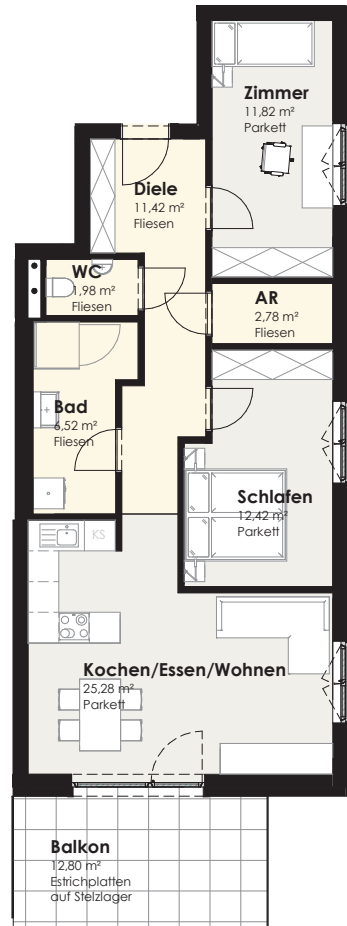 Zimmer
11,82 m²
Parkett
Diele
11,42 m²
Fliesen
WC
1,98 m²
Fliesen
AR
2,78 m²
Fliesen
Bad
6,52 m²
Fliesen
Schlafen
12,42 m²
Parkett
KS
Kochen/Essen/Wohnen
25,28 m²
Parkett
Balkon
12,80 m²
Estrichplatten
auf Stelzlager